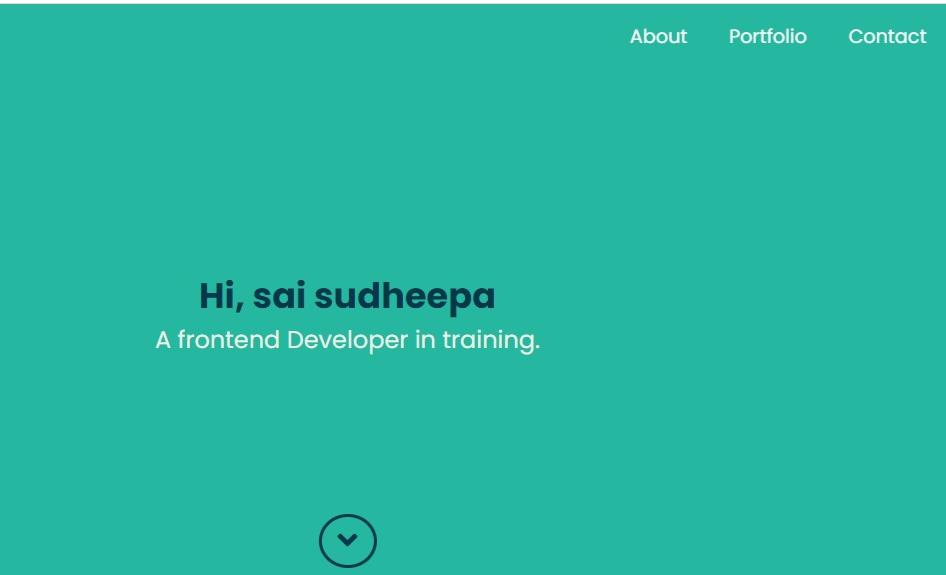 About Portfolio Contact
Hi, sai sudheepa
A frontend Developer in training.